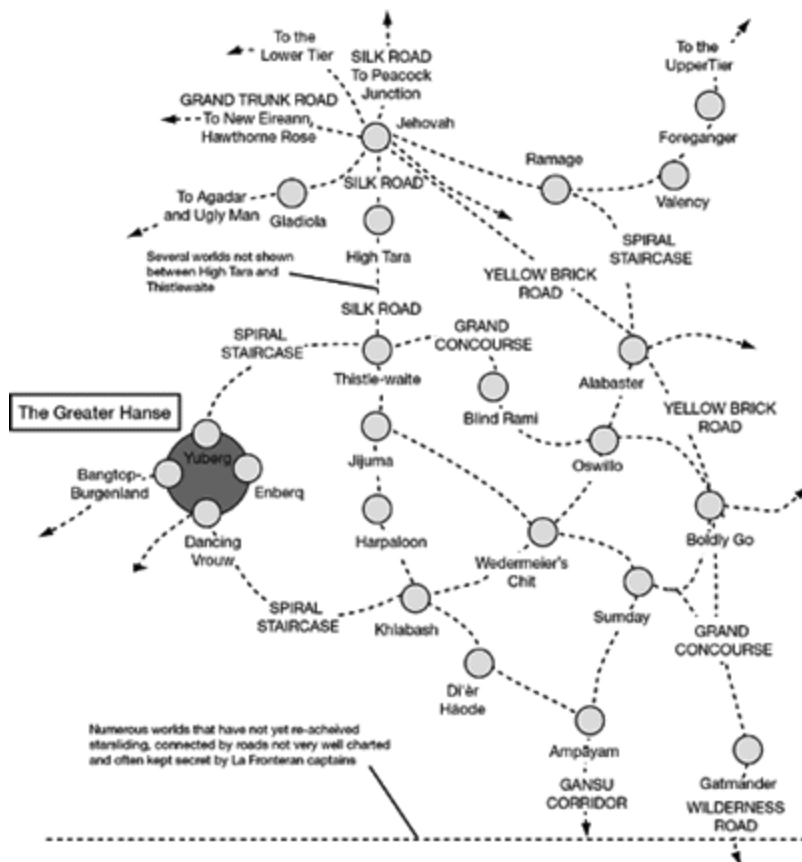 To the
Lower Tier
SILK ROAD
To Peacock
Junction
To the
UpperTier
GRAND TRUNK ROAD
To New Eireann
Hawthorne Rose
Jehovah
Foreganger
Ramage
SILK ROAD
To Agadar
and Ugly Man
Gladiola
Valency
High Tara
SPIRAL
STAIRCASE
Several worlds not shown
between High Tara and
Thistlewaite
YELLOW BRICK
ROAD
SILK ROAD
SPIRAL
STAIRCASE
GRAND
CONCOURSE
Thistle-waite
Alabaster
The Greater Hanse
Blind Rami
YELLOW BRICK
ROAD
Yuberg
Jijuma
Oswillo
Bangtop-
Burgenland
Enberq
Dancing
Vrouw
Harpaloon
Wedermeier's
Chit
Boldly Go
SPIRAL
STAIRCASE
Khlabash
Sumday
GRAND
CONCOURSE
Di'èr
Häode
Numerous worlds that have not yet re-acheived
starsliding, connected by roads not very well charted
and often kept secret by La Fronteran captains
Ampayam
GANSU
CORRIDOR
Gatmander
WILDERNESS
ROAD